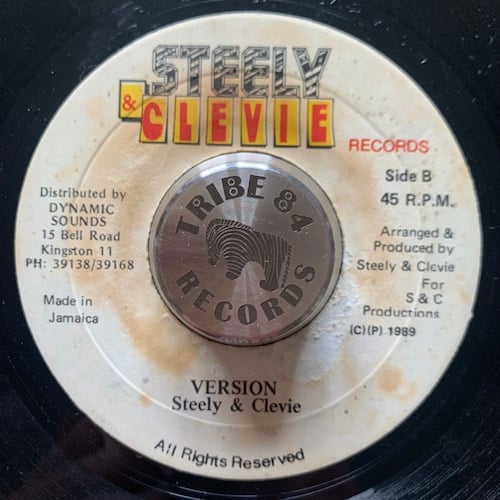 STEELY
& CLEVIE
RECORDS
Side B
45 R.P.M.
Distributed by
DYNAMIC
SOUNDS
15 Bell Road
Kingston 11
PH: 39138/39168
Made in
Jamaica
TRIBE 84
RECORDS
Arranged &
Produced by
Steely & Clevie
For
S & C
Productions
(C)(P) 1989
VERSION
Steely & Clevie
All Rights Reserved